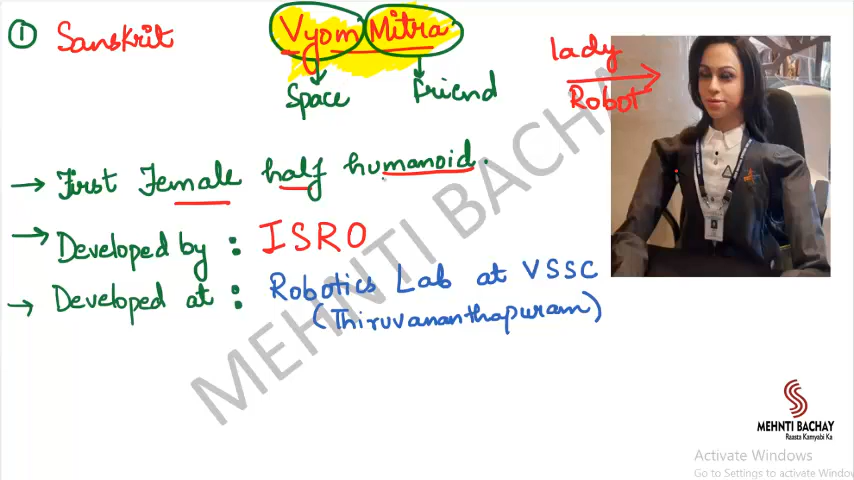 ① Sanskrit
Vyom Mitra
Space
friend
lady
Robot
→ First Female half humanoid.
→ Developed by : ISRO
→ Developed at : Robotics Lab at VSSC
(Thiruvananthapuram)
MEHNTI BACHAY
MEHNTI BACHAY
Raasta Kamyabi Ka
Activate Windows
Go to Settings to activate Windows